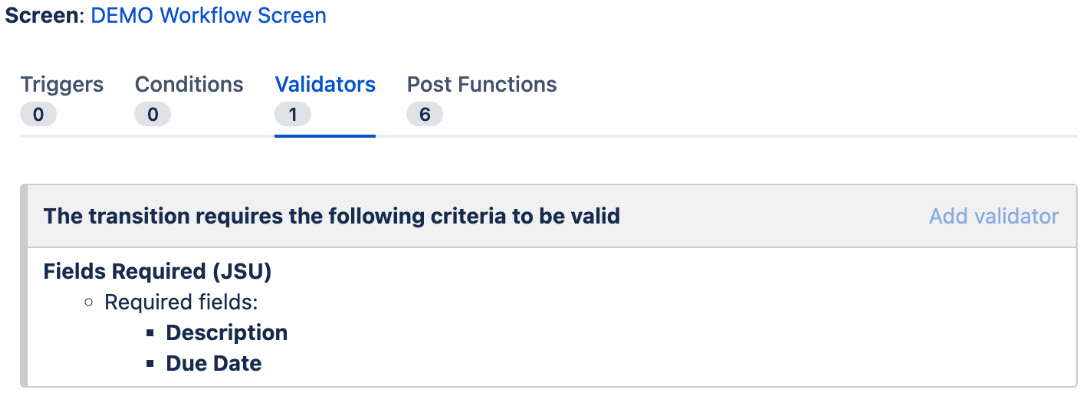 Screen: DEMO Workflow Screen
Triggers Conditions Validators Post Functions
0 0 1 6
The transition requires the following criteria to be valid Add validator
Fields Required (JSU)
Required fields:
Description
Due Date